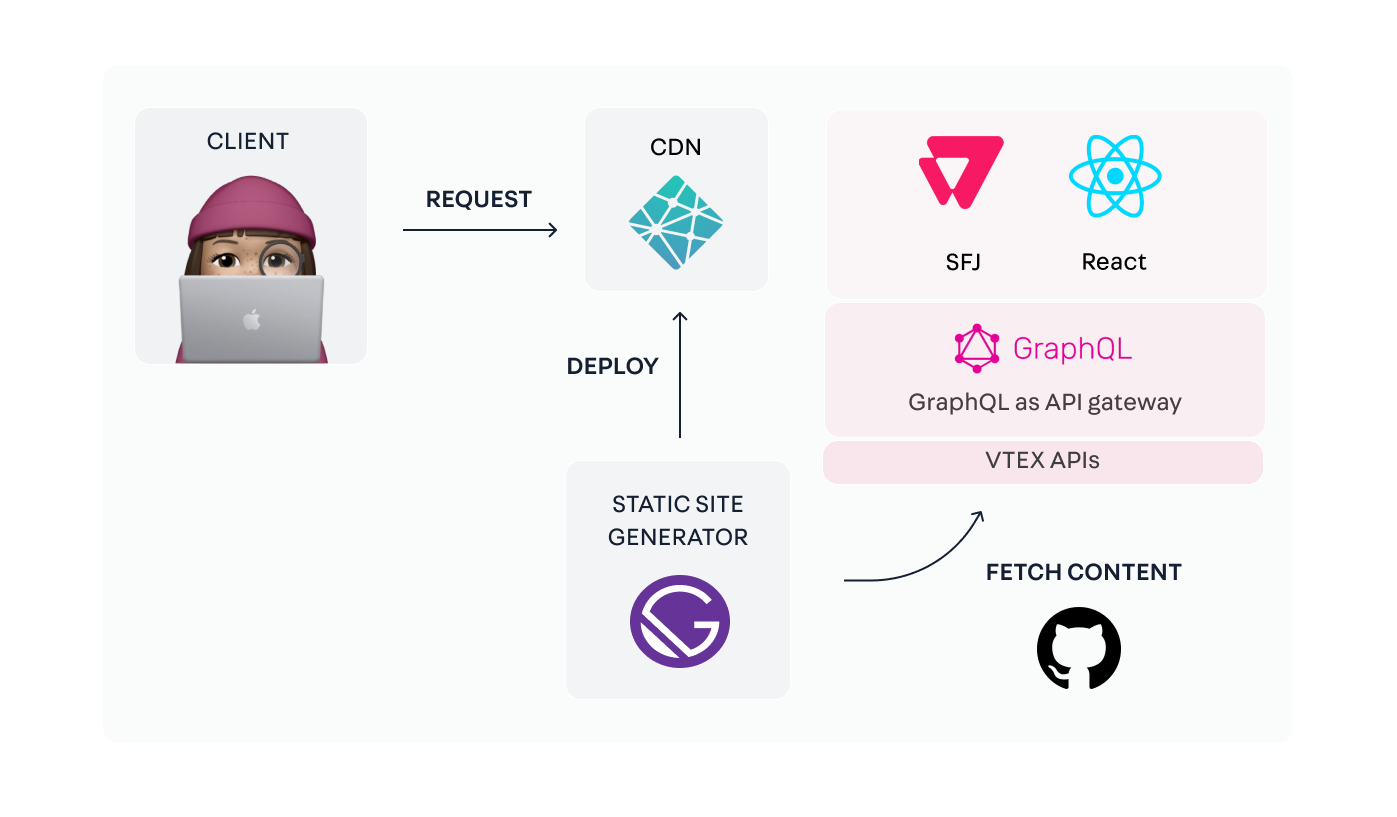 CLIENT
REQUEST
CDN
DEPLOY
STATIC SITE
GENERATOR
SFJ
React
GraphQL
GraphQL as API gateway
VTEX APIs
FETCH CONTENT